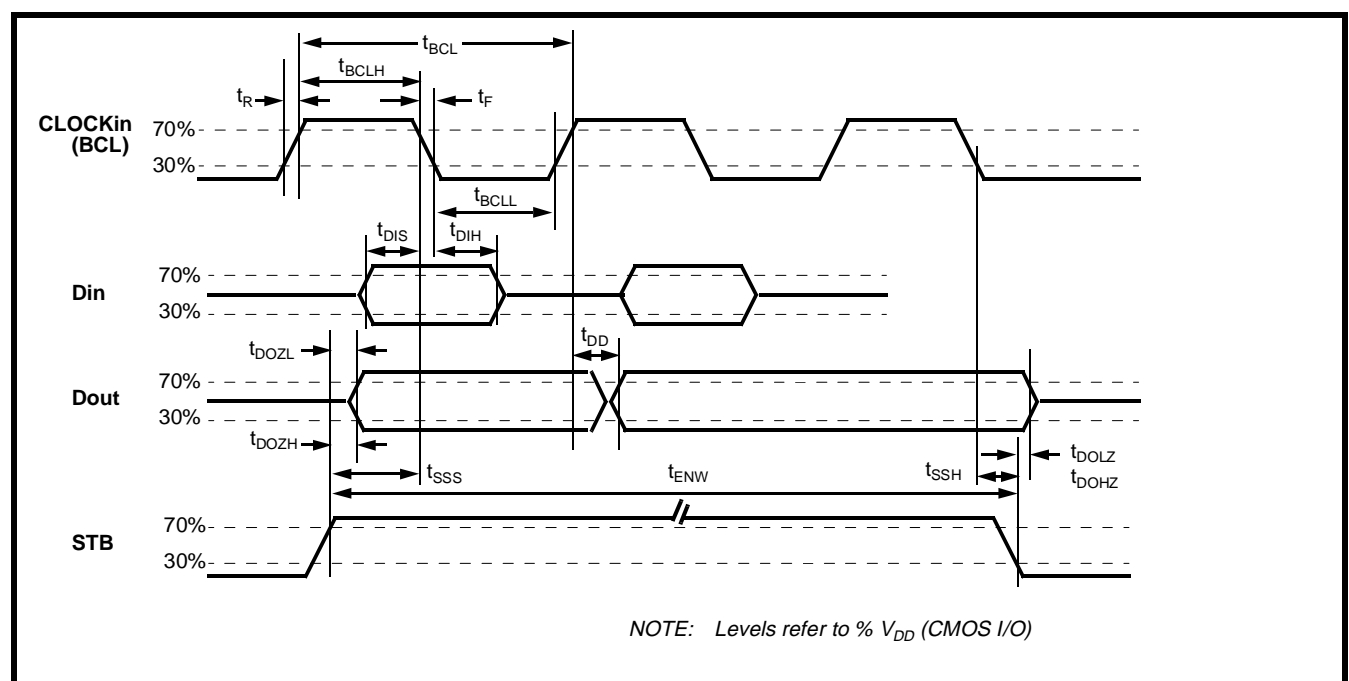 tBCL
tBCLH
tR
tF
CLOCKin
(BCL)
70%
30%
tBCLL
tDIS
tDIH
Din
70%
30%
tDOZL
tDD
Dout
70%
30%
tDOZH
tSSS
tENW
tSSH
tDOLZ
tDOHZ
STB
70%
30%
NOTE: Levels refer to % VDD (CMOS I/O)